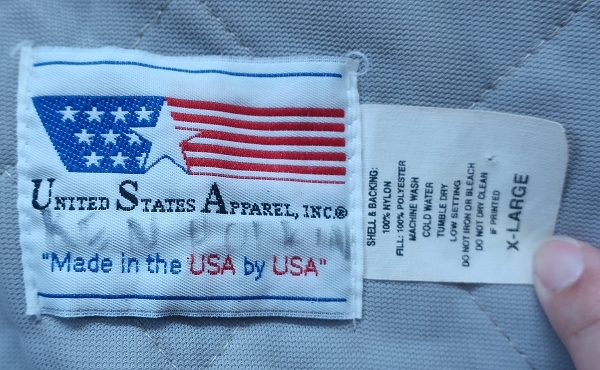 UNITED STATES APPAREL, INC.®
"Made in the USA by USA"
SHELL & BACKING:
100% NYLON
FILL: 100% POLYESTER
MACHINE WASH
COLD WATER
TUMBLE DRY
LOW SETTING
DO NOT IRON OR BLEACH
DO NOT DRY CLEAN
IF PRINTED
X-LARGE